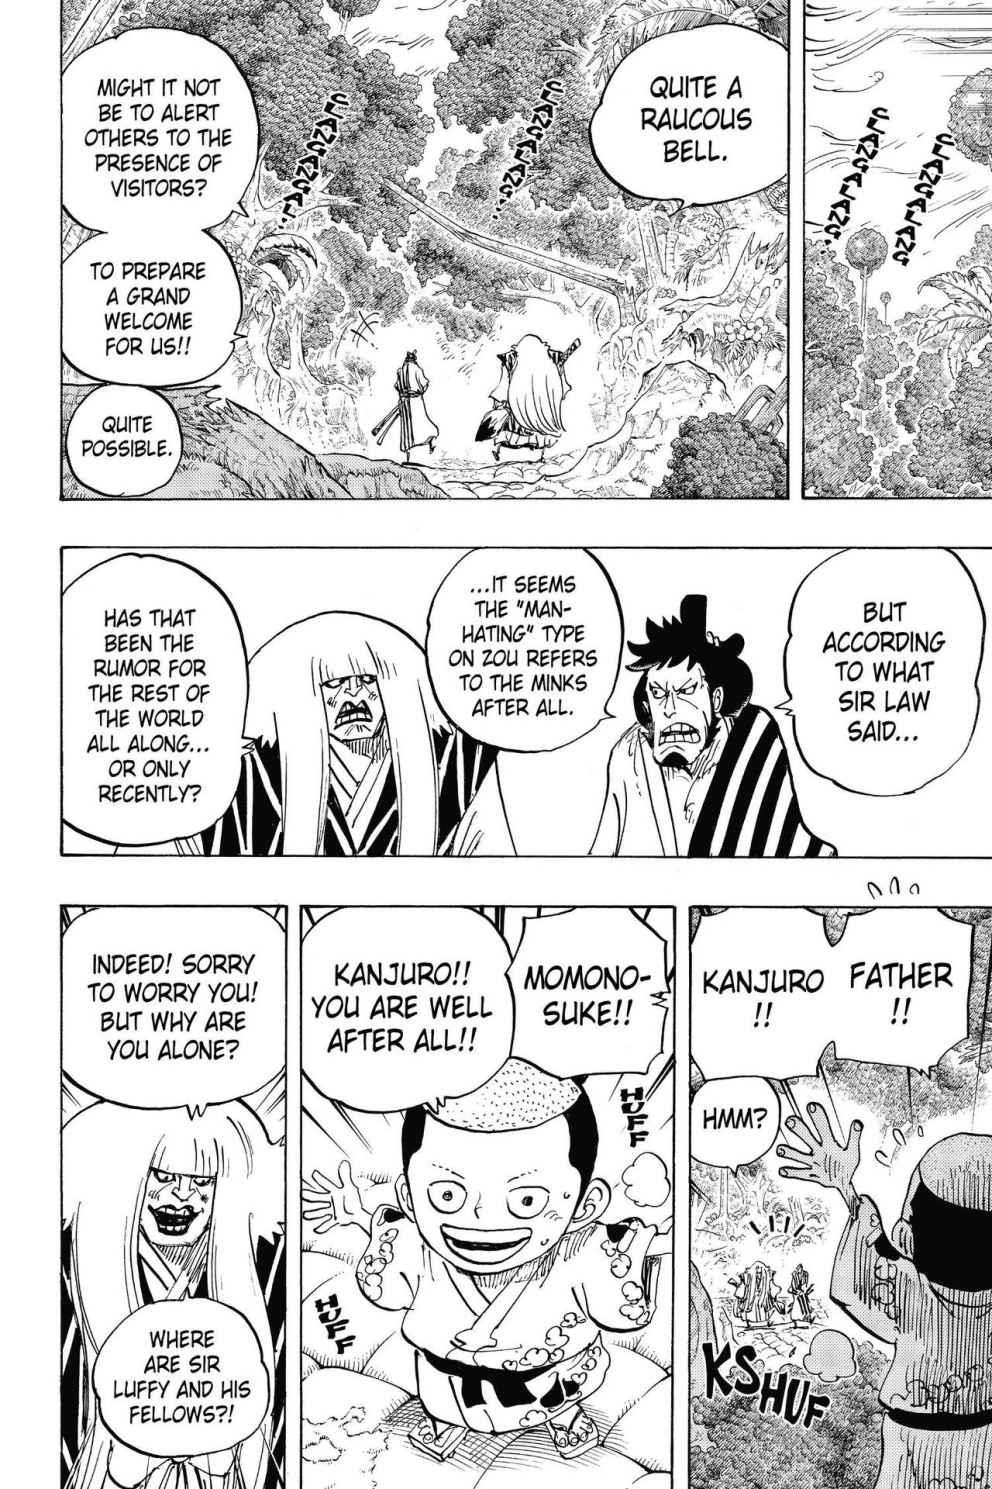 CLANGALANG
CLANGALANG
QUITE A
RAUCOUS
BELL.
CLANGALANG
CLANGANGAL
MIGHT IT NOT
BE TO ALERT
OTHERS TO THE
PRESENCE OF
VISITORS?
TO PREPARE
A GRAND
WELCOME
FOR US!!
QUITE
POSSIBLE.
BUT
ACCORDING
TO WHAT
SIR LAW
SAID...
...IT SEEMS
THE "MAN-
HATING" TYPE
ON ZOU REFERS
TO THE MINKS
AFTER ALL.
HAS THAT
BEEN THE
RUMOR FOR
THE REST OF
THE WORLD
ALL ALONG...
OR ONLY
RECENTLY?
FATHER
!!
KANJURO
!!
HMM?
KSHUF
MOMONO-
SUKE!!
KANJURO!!
YOU ARE WELL
AFTER ALL!!
HUFF
HUFF
INDEED! SORRY
TO WORRY YOU!
BUT WHY ARE
YOU ALONE?
WHERE
ARE SIR
LUFFY AND HIS
FELLOWS?!